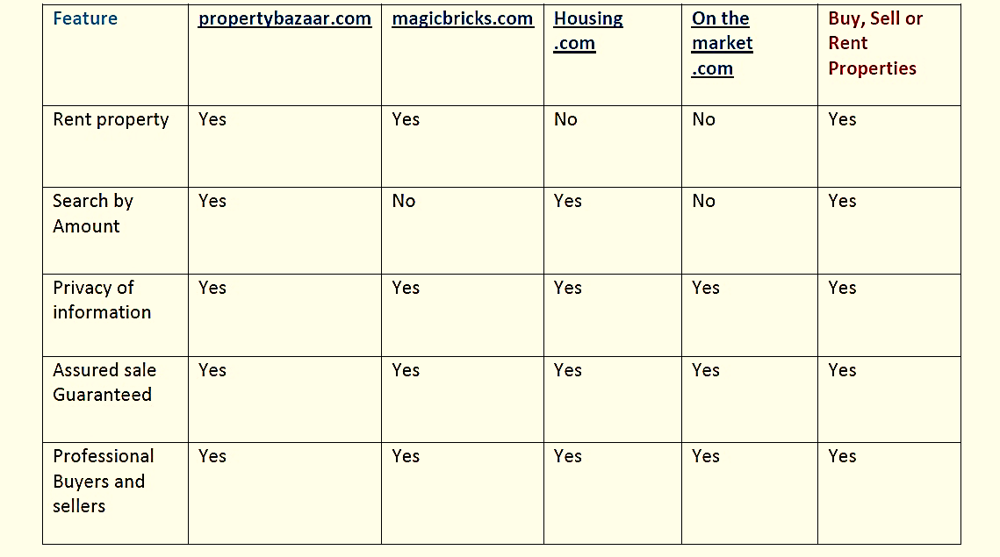 Feature propertybazaar.com magicbricks.com Housing On the Buy, Sell or
.com market Rent
.com Properties
Rent property Yes Yes No No Yes
Search by Yes No Yes No Yes
Amount
Privacy of Yes Yes Yes Yes Yes
information
Assured sale Yes Yes Yes Yes Yes
Guaranteed
Professional Yes Yes Yes Yes Yes
Buyers and
sellers